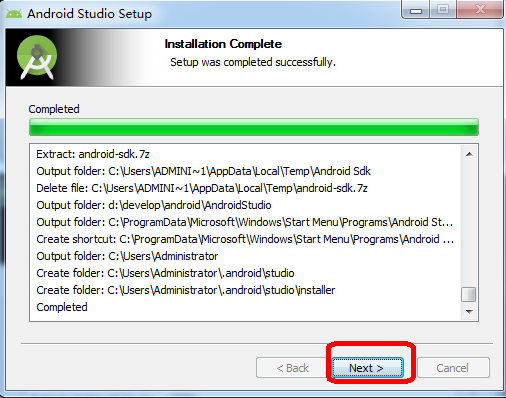 Android Studio Setup
Installation Complete
Setup was completed successfully.
Completed
Extract: android-sdk.7z
Output folder: C:\Users\ADMINI~1\AppData\Local\Temp\Android Sdk
Delete file: C:\Users\ADMINI~1\AppData\Local\Temp\android-sdk.7z
Output folder: d:\develop\android\AndroidStudio
Output folder: C:\ProgramData\Microsoft\Windows\Start Menu\Programs\Android St...
Create shortcut: C:\ProgramData\Microsoft\Windows\Start Menu\Programs\Android ...
Output folder: C:\Users\Administrator
Create folder: C:\Users\Administrator\.android\studio
Create folder: C:\Users\Administrator\.android\studio\installer
Completed
< Back
Next >
Cancel